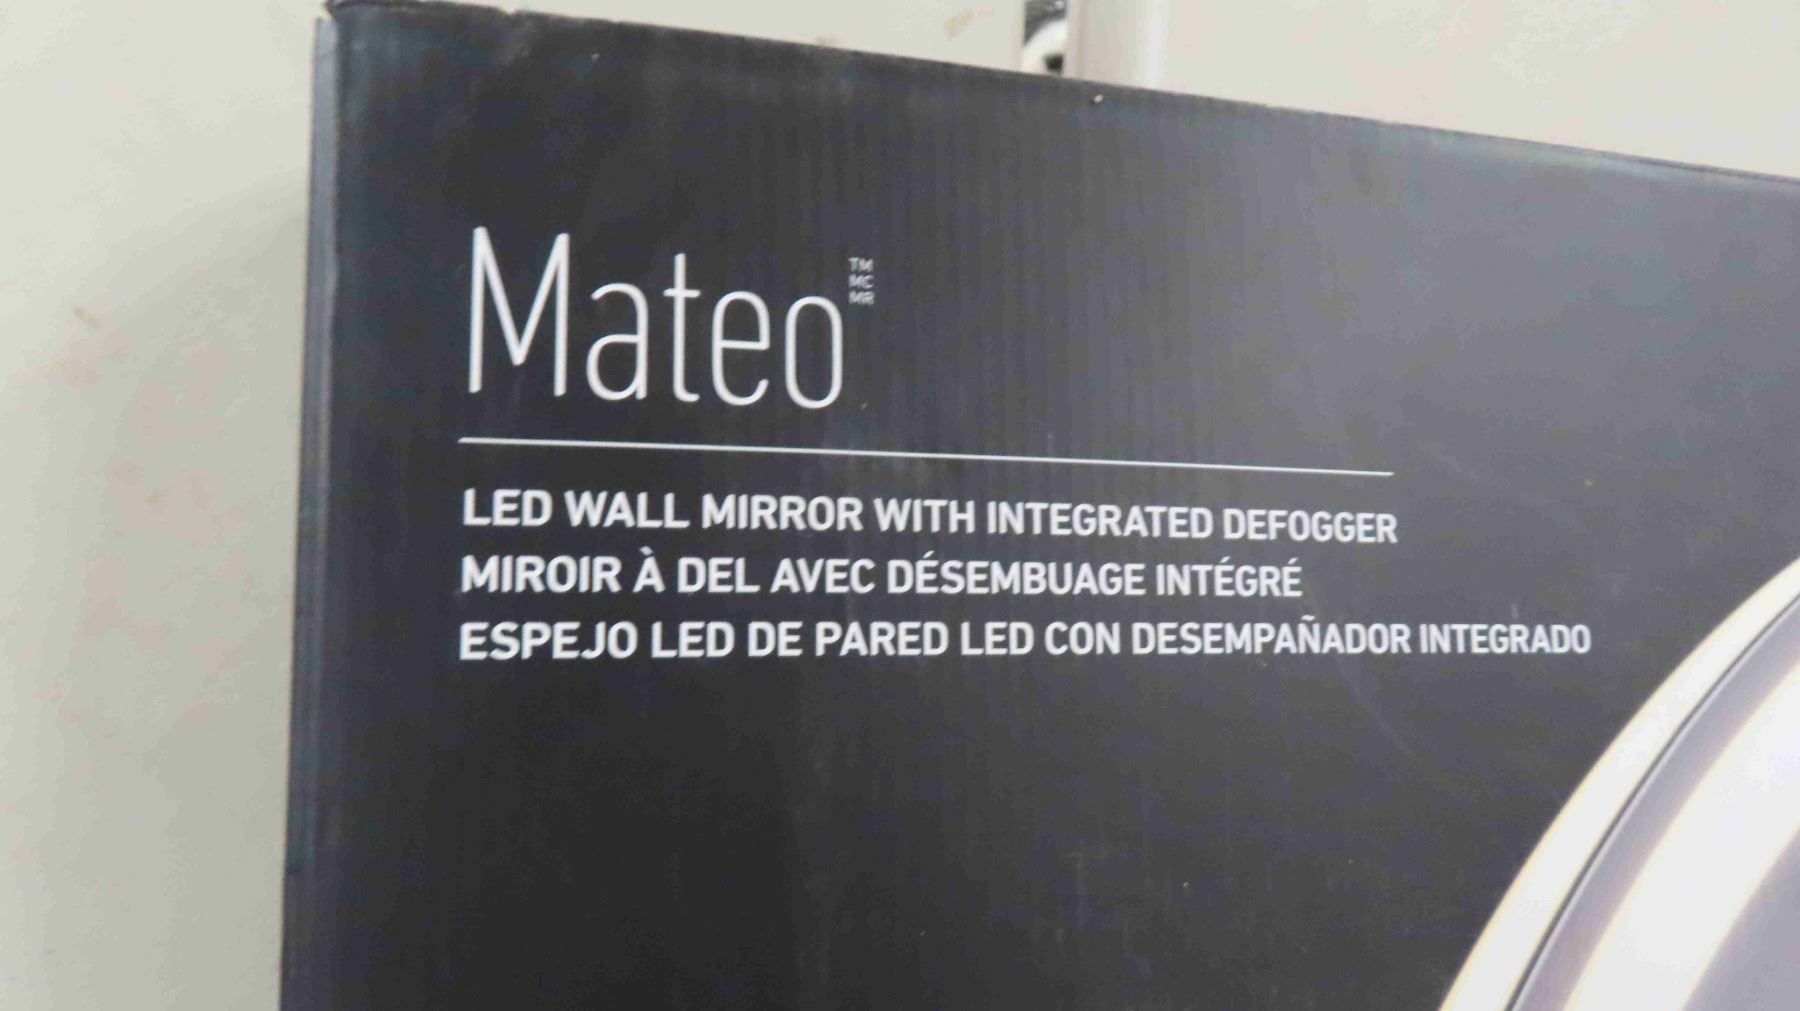 Mateo
TM
MC
MR
LED WALL MIRROR WITH INTEGRATED DEFOGGER
MIROIR À DEL AVEC DÉSEMBUAGE INTÉGRÉ
ESPEJO LED DE PARED LED CON DESEMPAÑADOR INTEGRADO